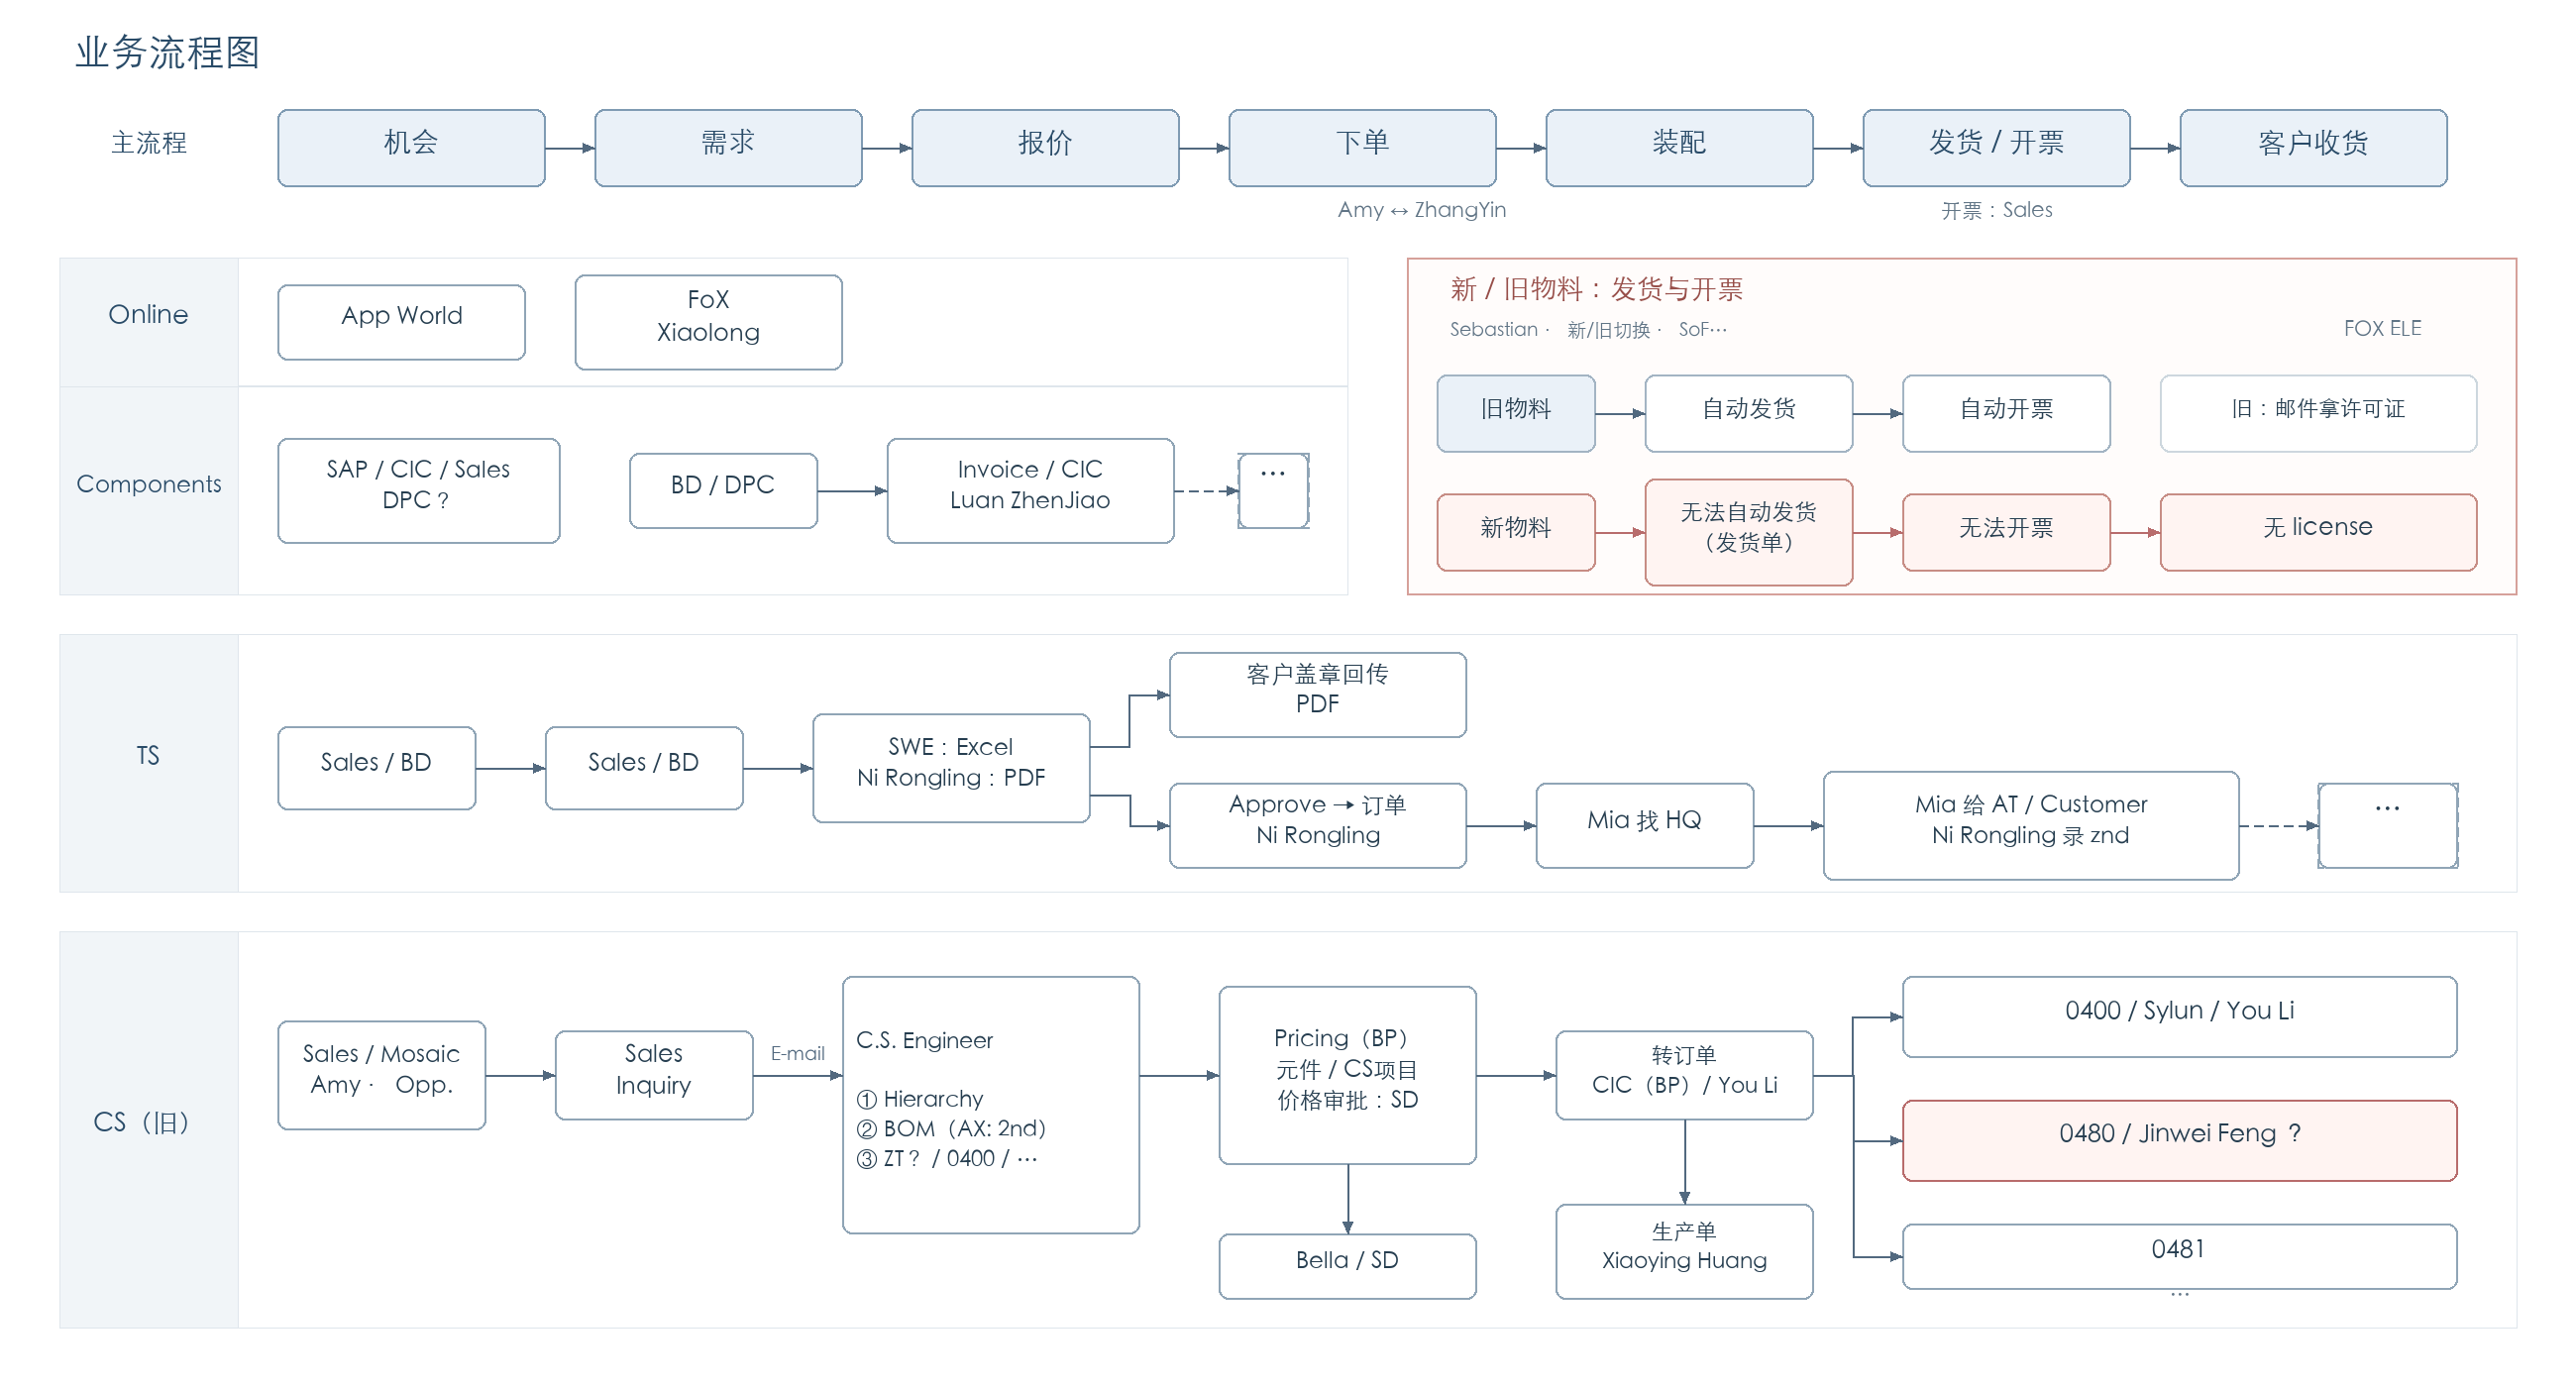 业务流程图
主流程
机会
需求
报价
下单
装配
发货 / 开票
客户收货
Amy ↔ ZhangYin
开票：Sales
Online
App World
FoX
Xiaolong
Components
SAP / CIC / Sales
DPC？
BD / DPC
Invoice / CIC
Luan ZhenJiao
…
新 / 旧物料：发货与开票
Sebastian · 新/旧切换 · SoF…
FOX ELE
旧物料
自动发货
自动开票
旧：邮件拿许可证
新物料
无法自动发货
（发货单）
无法开票
无 license
TS
Sales / BD
Sales / BD
SWE：Excel
Ni Rongling：PDF
客户盖章回传
PDF
Approve → 订单
Ni Rongling
Mia 找 HQ
Mia 给 AT / Customer
Ni Rongling 录 znd
…
CS（旧）
Sales / Mosaic
Amy · Opp.
Sales
Inquiry
E-mail
C.S. Engineer
① Hierarchy
② BOM（AX: 2nd）
③ ZT？ / 0400 / …
Pricing（BP）
元件 / CS项目
价格审批：SD
Bella / SD
转订单
CIC（BP）/ You Li
生产单
Xiaoying Huang
0400 / Sylun / You Li
0480 / Jinwei Feng ？
0481
…